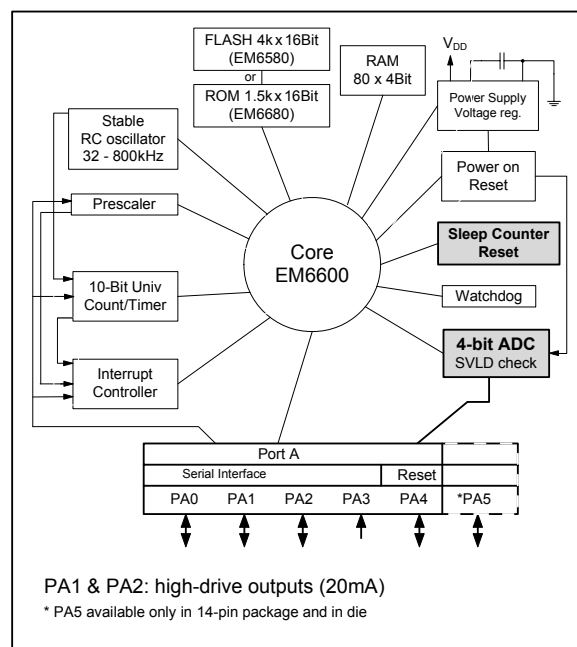 FLASH 4k x 16Bit
(EM6580)
or
ROM 1.5k x 16Bit
(EM6680)
RAM
80 x 4Bit
VDD
Power Supply
Voltage reg.
Stable
RC oscillator
32 - 800kHz
Power on
Reset
Prescaler
Core
EM6600
Sleep Counter
Reset
10-Bit Univ
Count/Timer
Watchdog
4-bit ADC
SVLD check
Interrupt
Controller
Port A
Serial Interface Reset
PA0 PA1 PA2 PA3 PA4 *PA5
PA1 & PA2: high-drive outputs (20mA)
* PA5 available only in 14-pin package and in die